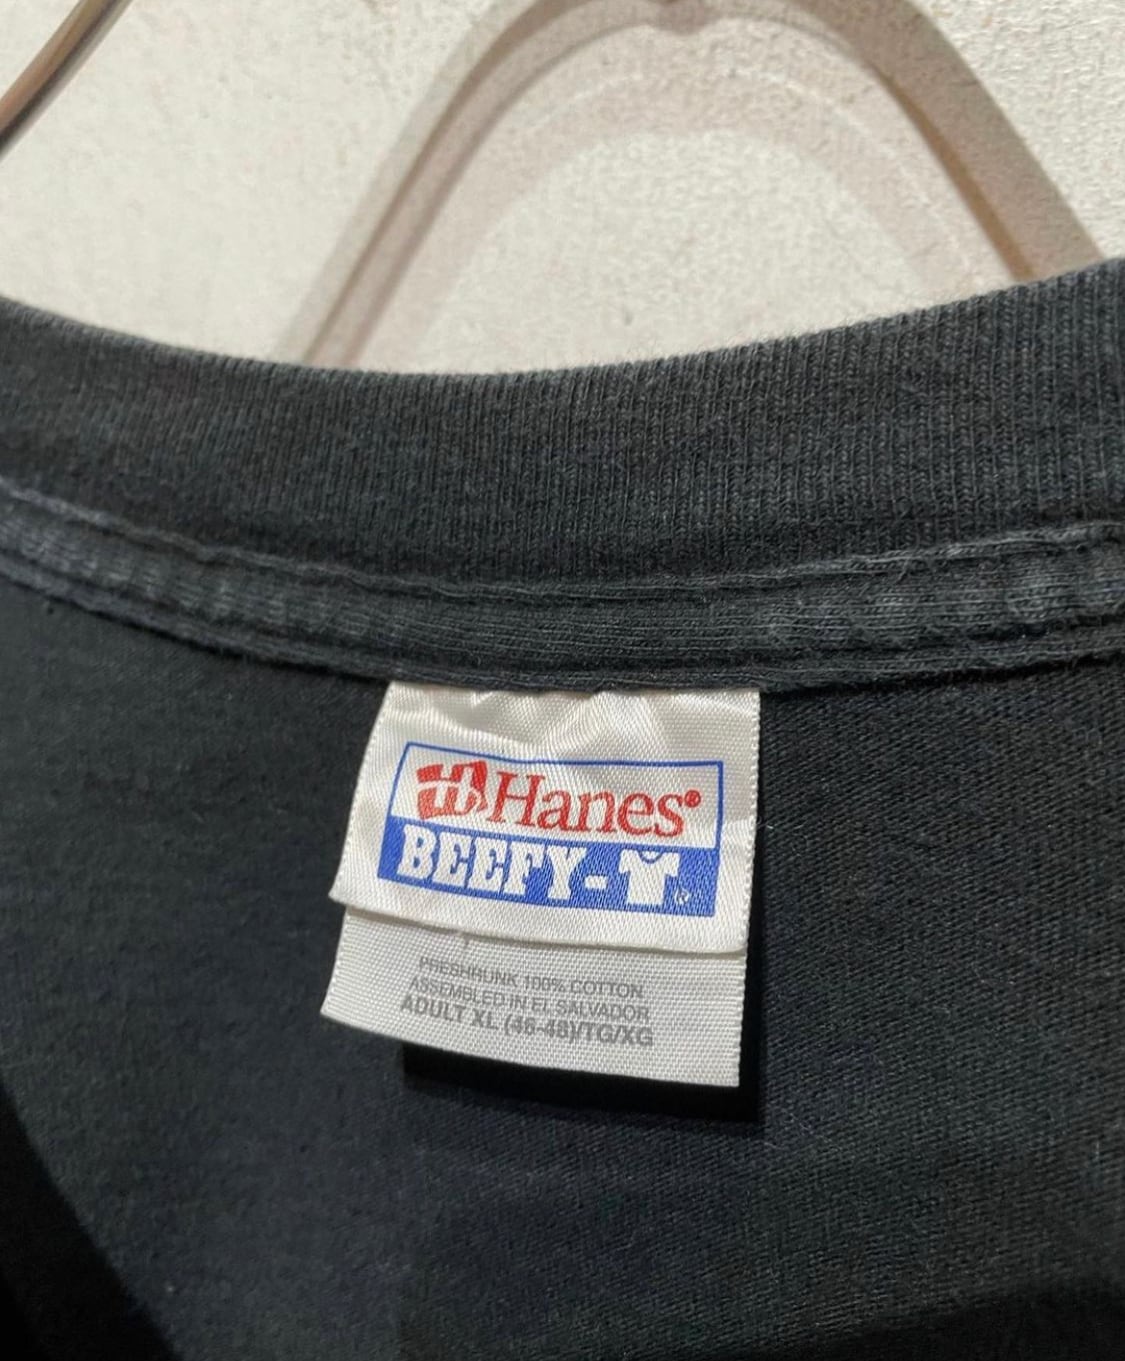 Hanes®
BEEFY-T®
PRESHRUNK 100% COTTON
ASSEMBLED IN EL SALVADOR
ADULT XL (46-48)/TG/XG